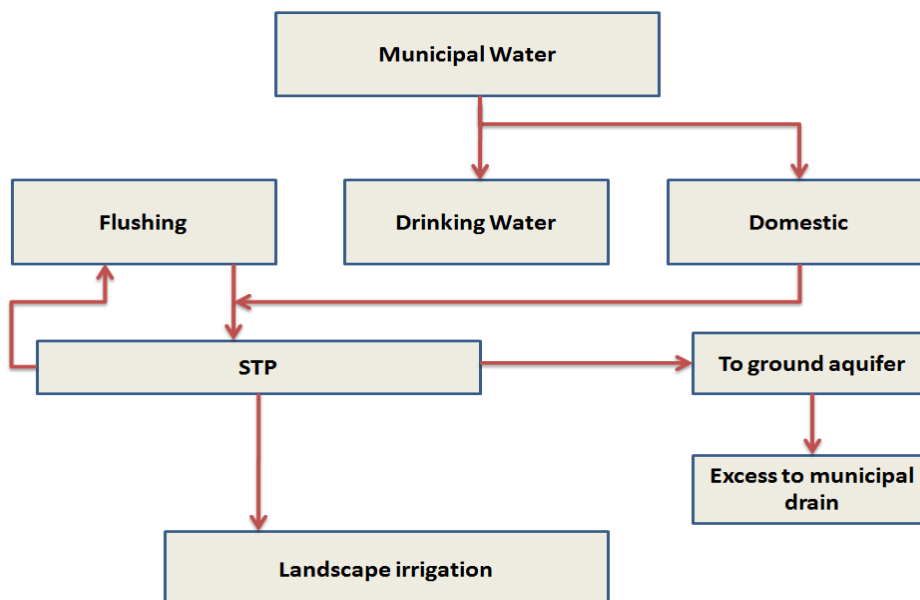 Municipal Water
Flushing
Drinking Water
Domestic
STP
To ground aquifer
Excess to municipal
drain
Landscape irrigation